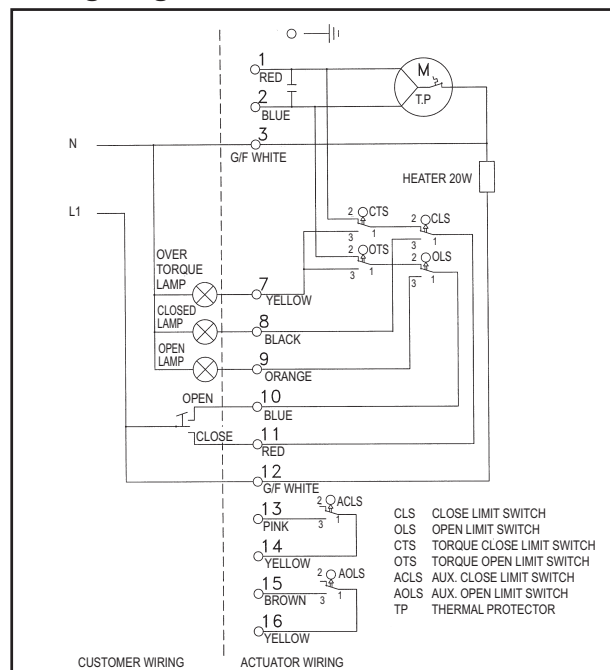 1
RED
M
T.P
2
BLUE
N
3
G/F WHITE
HEATER 20W
L1
2 CTS
2 CLS
3 1
3 1
2 OTS
2 OLS
3 1
3 1
OVER
TORQUE
LAMP
7
YELLOW
CLOSED
LAMP
8
BLACK
OPEN
LAMP
9
ORANGE
OPEN
10
BLUE
CLOSE
11
RED
12
G/F WHITE
2 ACLS
13
PINK
3 1
14
YELLOW
2 AOLS
15
BROWN
3 1
16
YELLOW
CLS CLOSE LIMIT SWITCH
OLS OPEN LIMIT SWITCH
CTS TORQUE CLOSE LIMIT SWITCH
OTS TORQUE OPEN LIMIT SWITCH
ACLS AUX. CLOSE LIMIT SWITCH
AOLS AUX. OPEN LIMIT SWITCH
TP THERMAL PROTECTOR
CUSTOMER WIRING
ACTUATOR WIRING